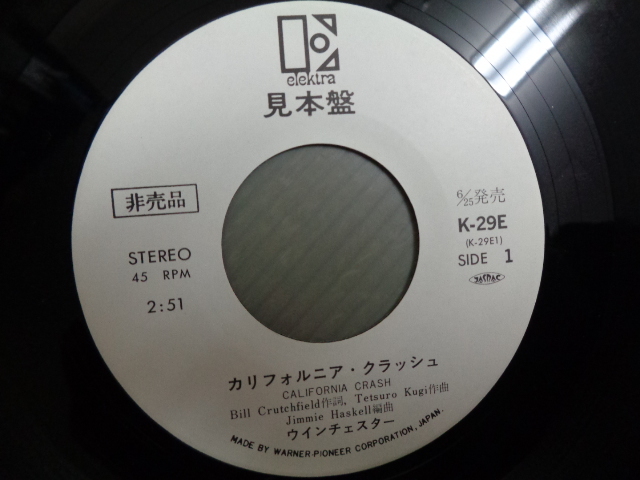 elektra
見本盤
非売品
6/25発売
STEREO
45 RPM
2:51
K-29E
(K-29E1)
SIDE 1
カリフォルニア・クラッシュ
CALIFORNIA CRASH
Bill Crutchfield作詞, Tetsuro Kugi作曲
Jimmie Haskell編曲
ウインチェスター
MADE BY WARNER-PIONEER CORPORATION, JAPAN.